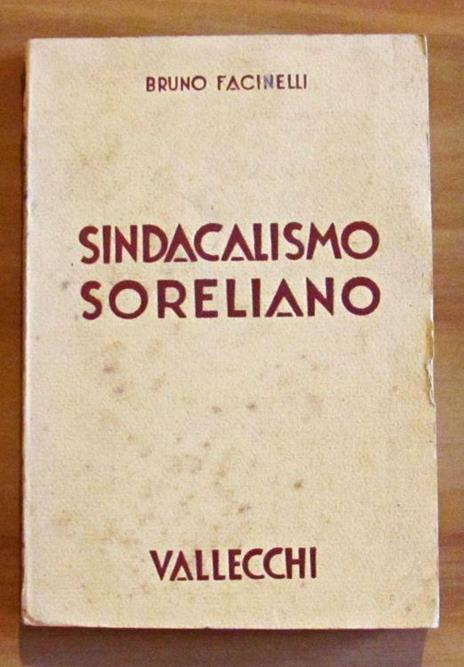 BRUNO FACINELLI
SINDACALISMO
SORELIANO
VALLECCHI